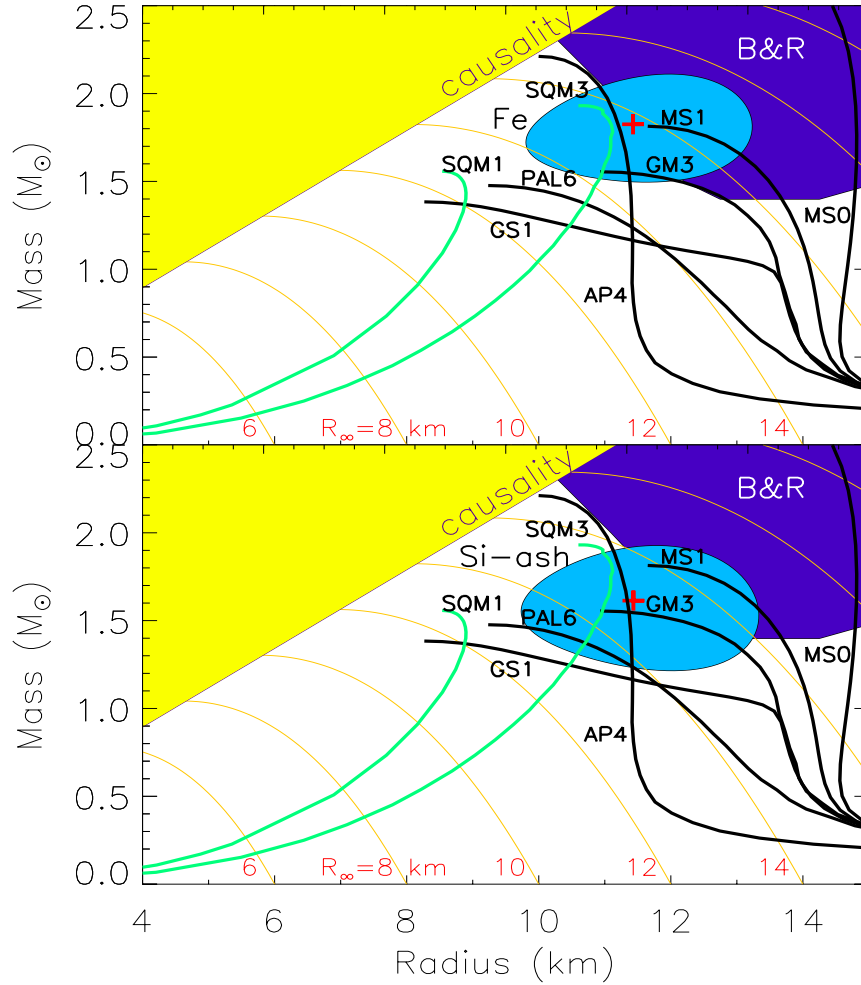 2.5
2.0
1.5
1.0
0.5
0.0
Mass (M☉)
causality
B&R
SQM3
Fe
MS1
SQM1
PAL6
GM3
GS1
MS0
AP4
6
R∞=8 km
10
12
14
2.5
2.0
1.5
1.0
0.5
0.0
Mass (M☉)
causality
B&R
SQM3
Si-ash
MS1
SQM1
PAL6
GM3
GS1
MS0
AP4
6
R∞=8 km
10
12
14
4 6 8 10 12 14
Radius (km)